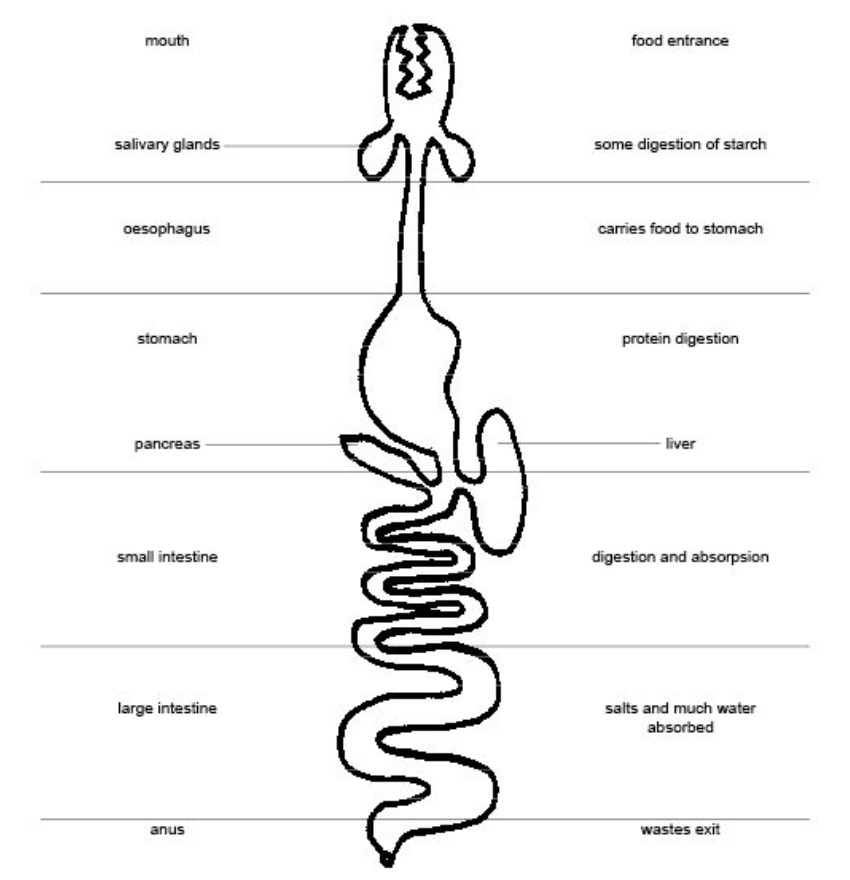 mouth
food entrance
salivary glands
some digestion of starch
oesophagus
carries food to stomach
stomach
protein digestion
pancreas
liver
small intestine
digestion and absorpsion
large intestine
salts and much water
absorbed
anus
wastes exit